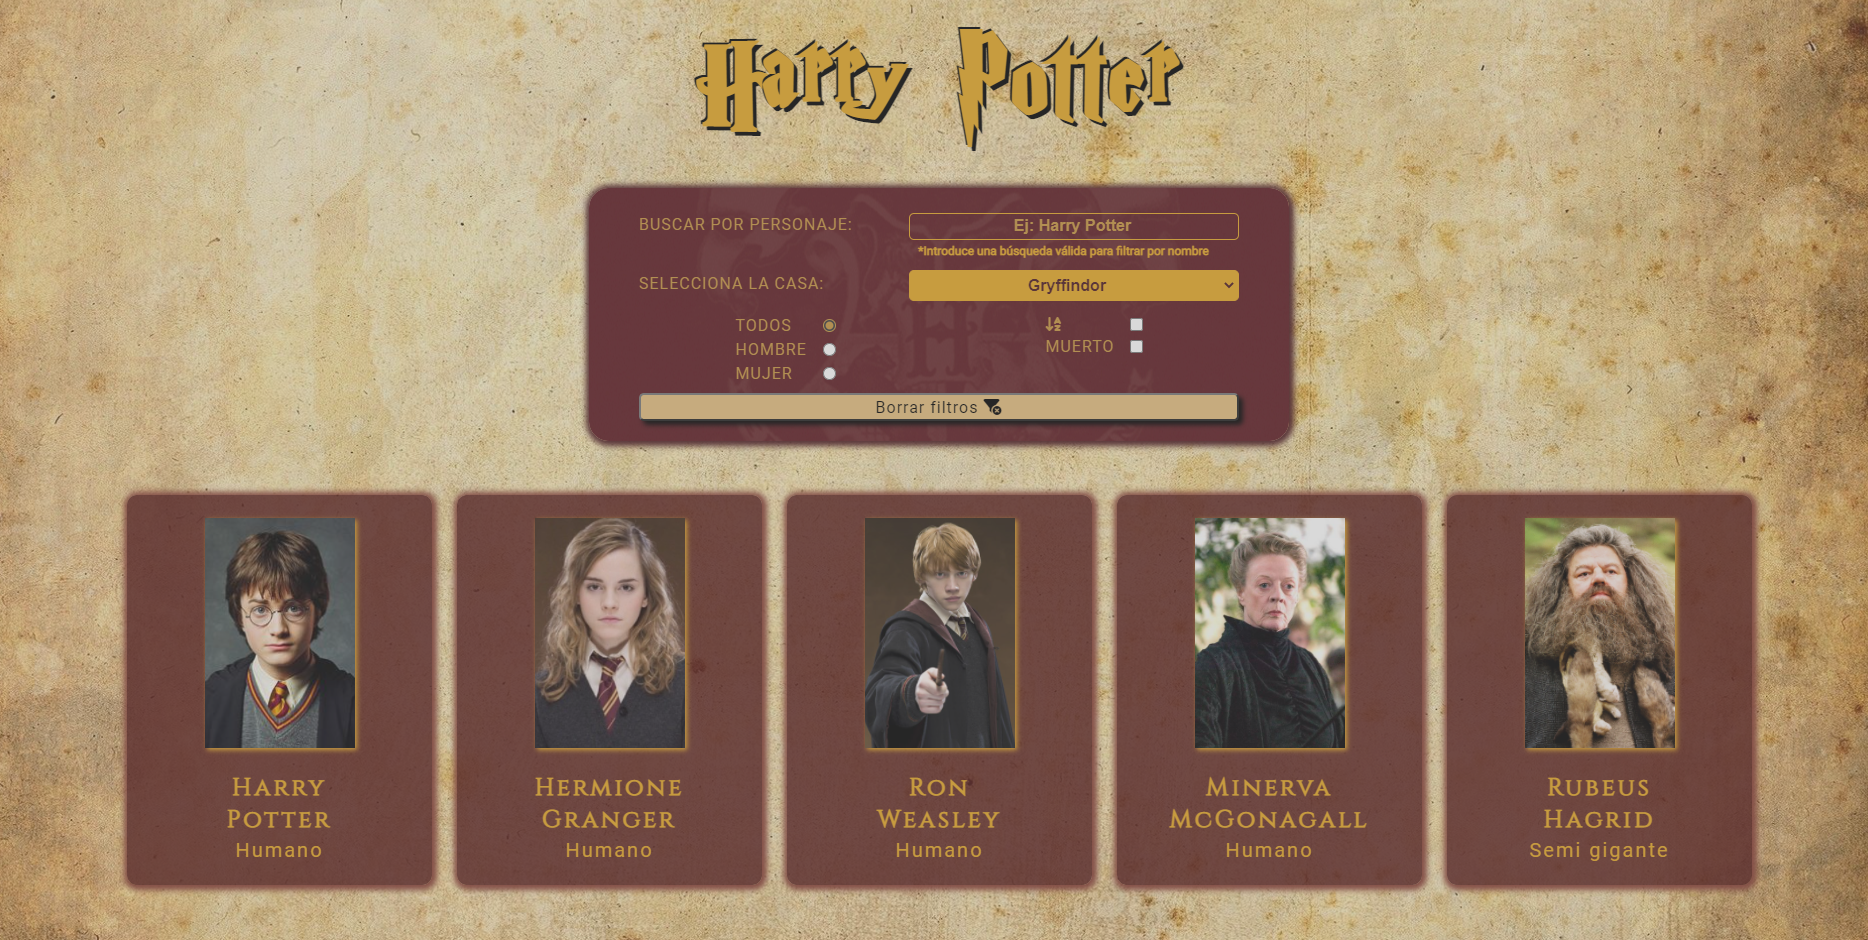 Harry Potter
BUSCAR POR PERSONAJE:
Ej: Harry Potter
*Introduce una búsqueda válida para filtrar por nombre
SELECCIONA LA CASA:
Gryffindor
TODOS
HOMBRE
MUJER
MUERTO
Borrar filtros
Harry
Potter
Humano
Hermione
Granger
Humano
Ron
Weasley
Humano
Minerva
McGonagall
Humano
Rubeus
Hagrid
Semi gigante